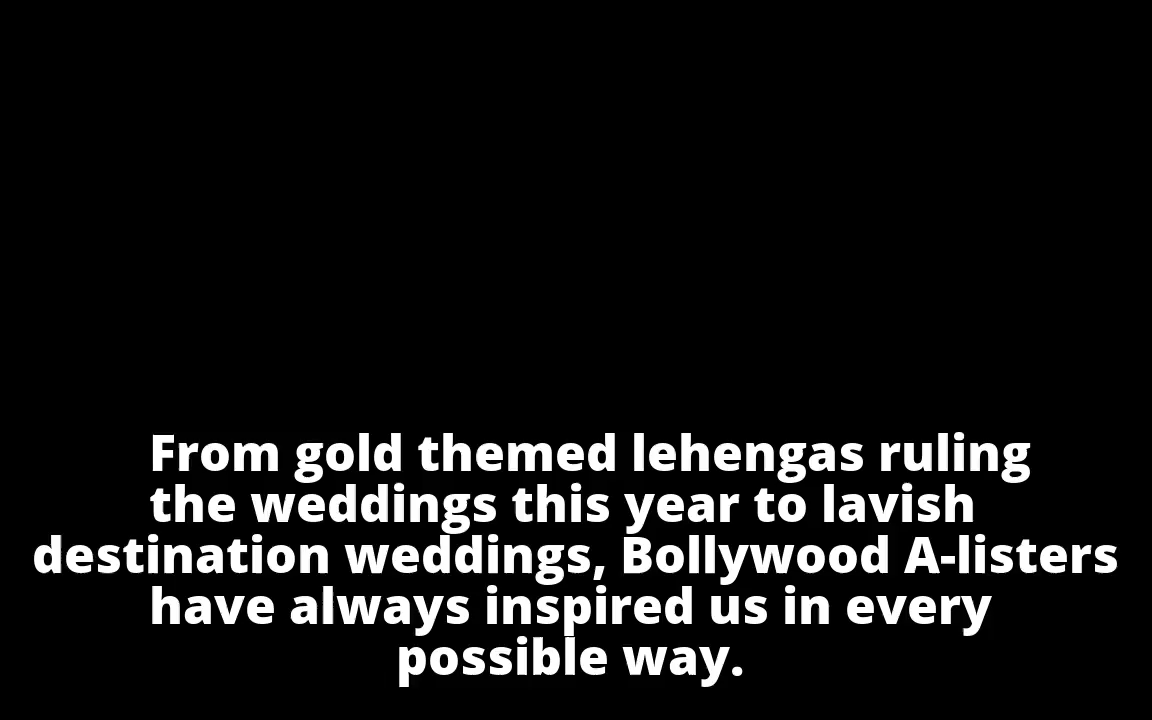 From gold themed lehengas ruling
the weddings this year to lavish
destination weddings, Bollywood A-listers
have always inspired us in every
possible way.